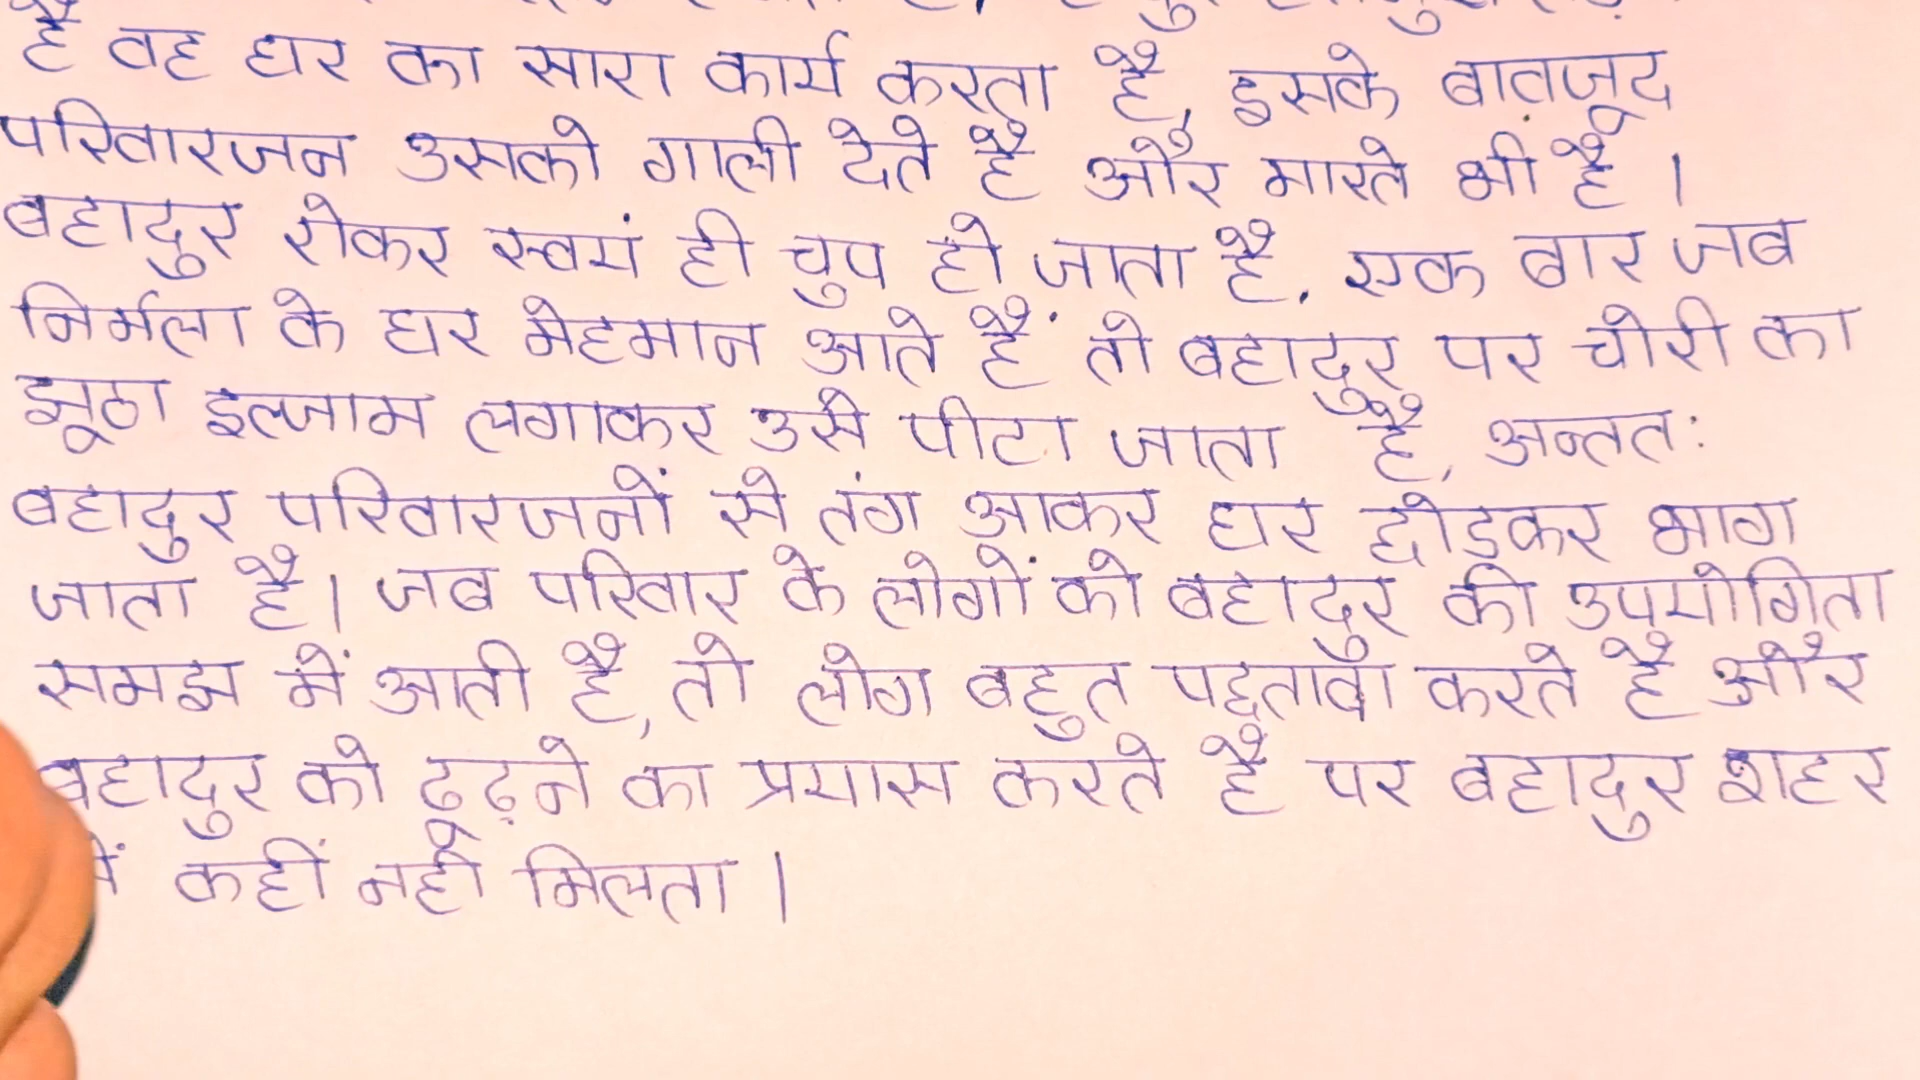 है वह घर का सारा कार्य करता है, इसके बावजूद
परिवारजन उसको गाली देते है और मारते भी है ।
बहादुर रोकर स्वयं ही चुप हो जाता है. एक बार जब
निर्मला के घर मेहमान आते हैं तो बहादुर पर चोरी का
झूठा इल्जाम लगाकर उसे पीटा जाता है, अन्ततः
बहादुर परिवारजनों से तंग आकर घर छोड़कर भाग
जाता है। जब परिवार के लोगों को बहादुर की उपयोगिता
समझ में आती है, तो लोग बहुत पछतावा करते है और
बहादुर को ढूढ़ने का प्रयास करते है पर बहादुर शहर
में कहीं नही मिलता ।